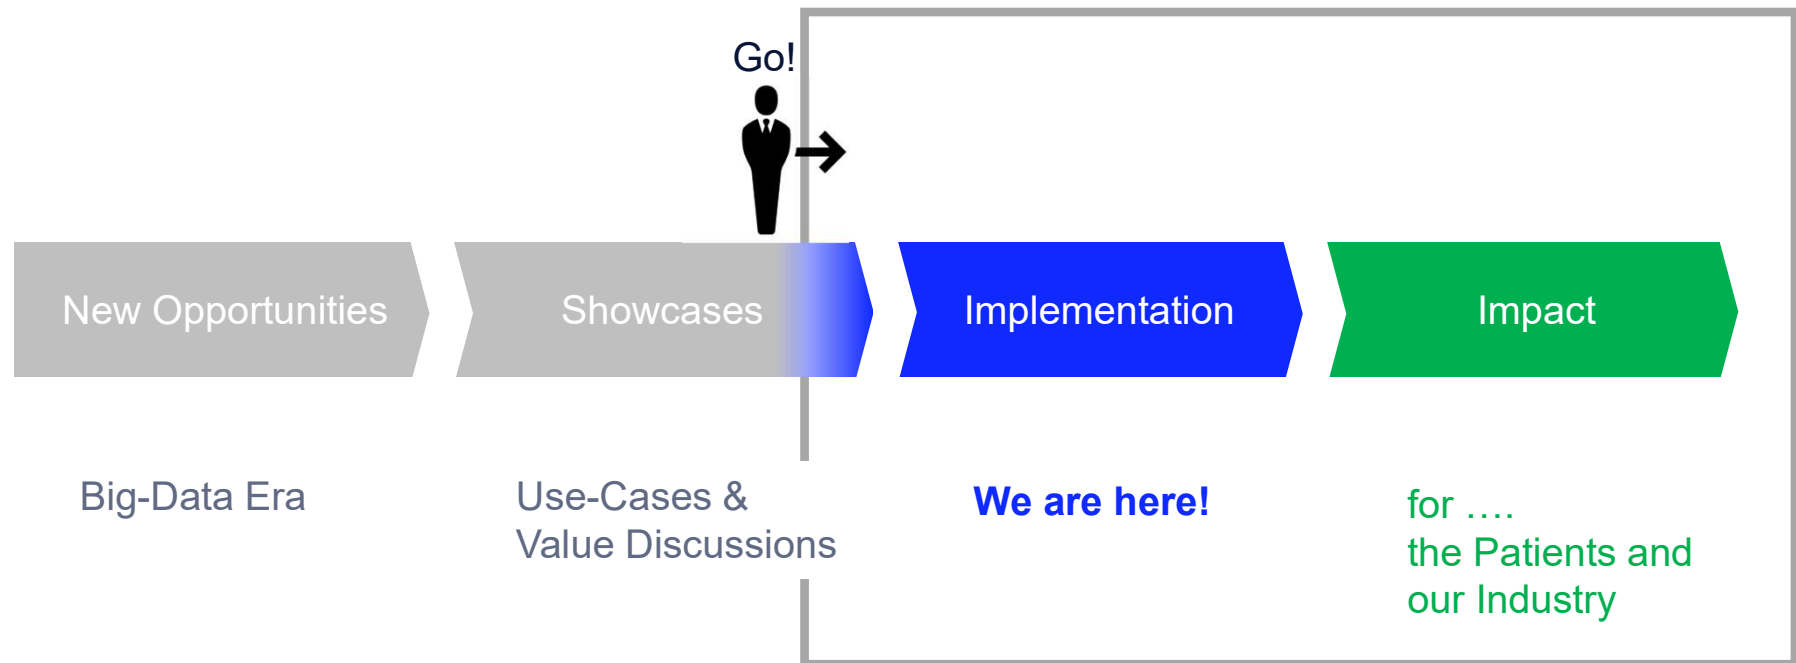 Go!
New Opportunities
Showcases
Implementation
Impact
Big-Data Era
Use-Cases &
Value Discussions
We are here!
for ....
the Patients and
our Industry